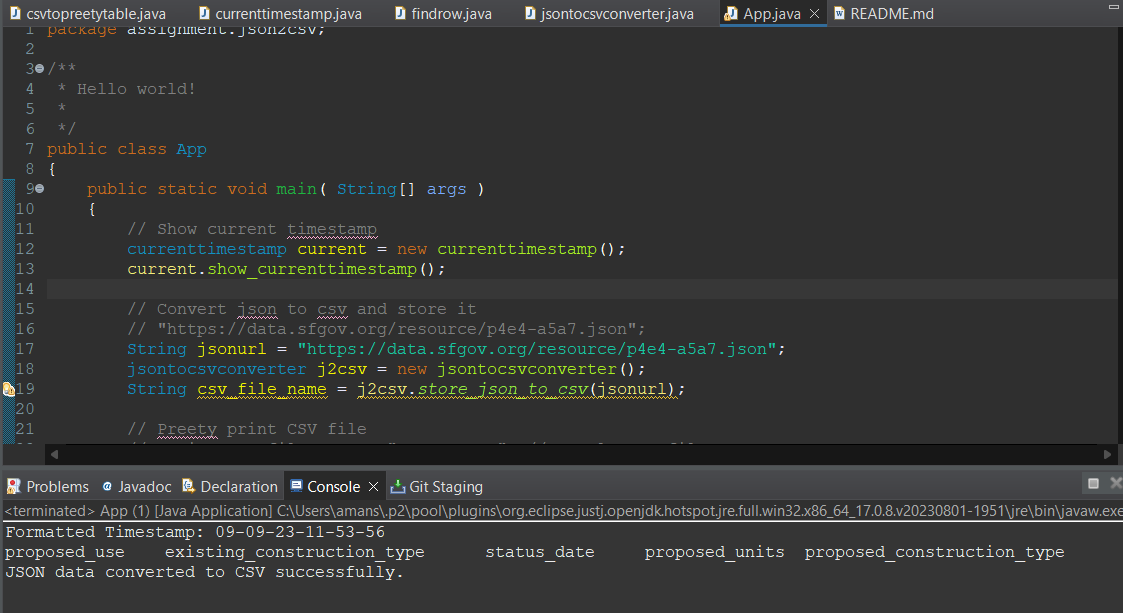 csvtopreetytable.java currenttimestamp.java findrow.java jsontocsvconverter.java App.java README.md
1 package assignment.json2csv;
2
3 /**
4 * Hello world!
5 *
6 */
7 public class App
8 {
9 public static void main( String[] args )
10 {
11 // Show current timestamp
12 currenttimestamp current = new currenttimestamp();
13 current.show_currenttimestamp();
14
15 // Convert json to csv and store it
16 // "https://data.sfgov.org/resource/p4e4-a5a7.json";
17 String jsonurl = "https://data.sfgov.org/resource/p4e4-a5a7.json";
18 jsontocsvconverter j2csv = new jsontocsvconverter();
19 String csv_file_name = j2csv.store_json_to_csv(jsonurl);
20
21 // Preety print CSV file
Problems Javadoc Declaration Console Git Staging
<terminated> App (1) [Java Application] C:\Users\amans\.p2\pool\plugins\org.eclipse.justj.openjdk.hotspot.jre.full.win32.x86_64_17.0.8.v20230801-1951\jre\bin\javaw.exe
Formatted Timestamp: 09-09-23-11-53-56
proposed_use existing_construction_type status_date proposed_units proposed_construction_type
JSON data converted to CSV successfully.